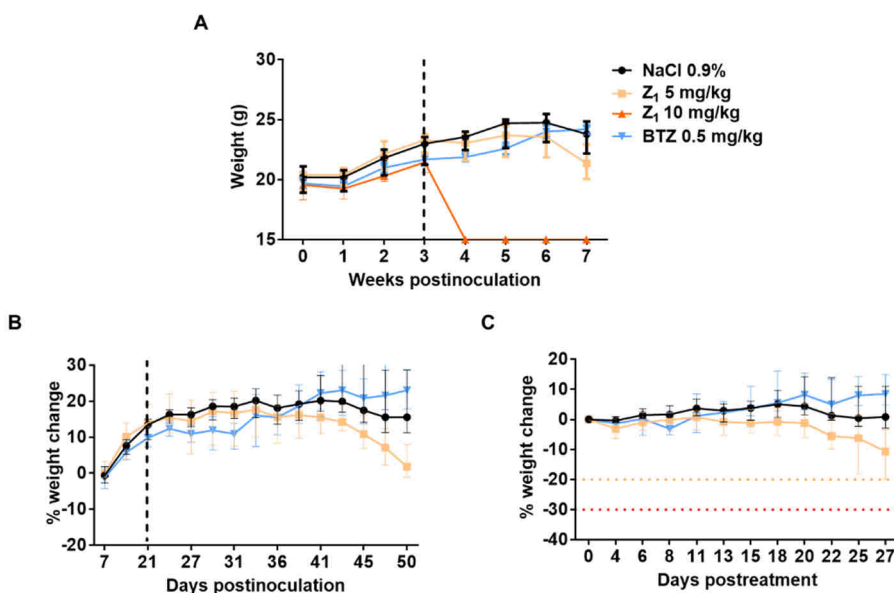 A
30
25
20
15
Weight (g)
0 1 2 3 4 5 6 7
Weeks postinoculation
NaCl 0.9%
Z₁ 5 mg/kg
Z₁ 10 mg/kg
BTZ 0.5 mg/kg
B
30
20
10
0
-10
-20
% weight change
7 21 27 31 36 41 45 50
Days postinoculation
C
20
10
0
-10
-20
-30
-40
% weight change
0 4 6 8 11 13 15 18 20 22 25 27
Days postreatment